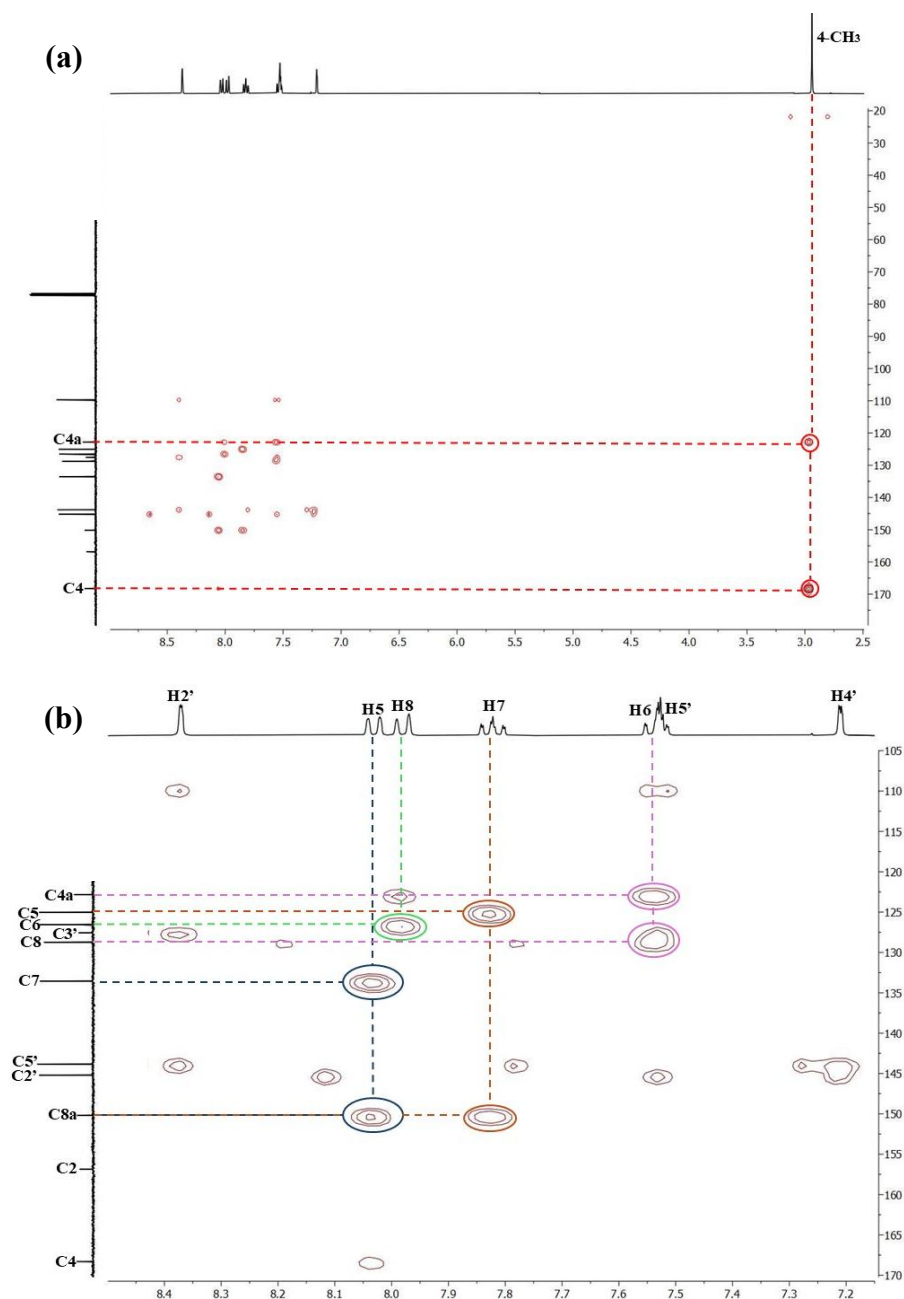 (a)
4-CH3
20
30
40
50
60
70
80
90
100
110
C4a
120
130
140
150
160
C4
170
8.5 8.0 7.5 7.0 6.5 6.0 5.5 5.0 4.5 4.0 3.5 3.0 2.5
(b)
H2’ H5 H8 H7 H6 H5’ H4’
105
110
115
120
C4a
C5
125
C6
C3’
C8
130
C7
135
140
C5’
C2’
145
C8a
150
C2
155
160
165
C4
170
8.4 8.3 8.2 8.1 8.0 7.9 7.8 7.7 7.6 7.5 7.4 7.3 7.2